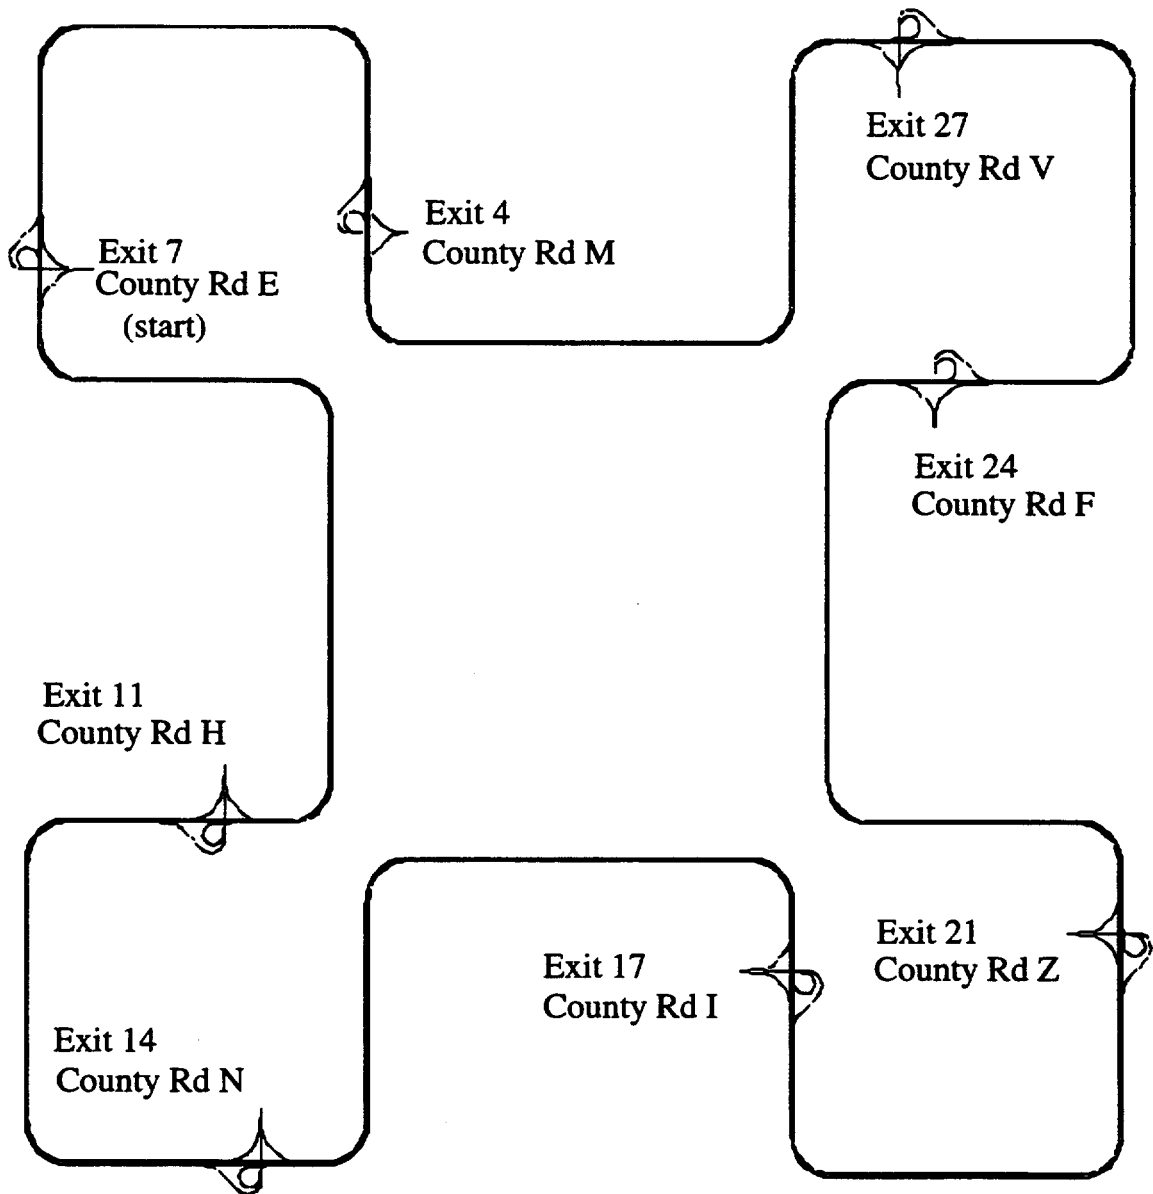 Exit 27
County Rd V
Exit 4
County Rd M
Exit 7
County Rd E
(start)
Exit 24
County Rd F
Exit 11
County Rd H
Exit 21
County Rd Z
Exit 17
County Rd I
Exit 14
County Rd N